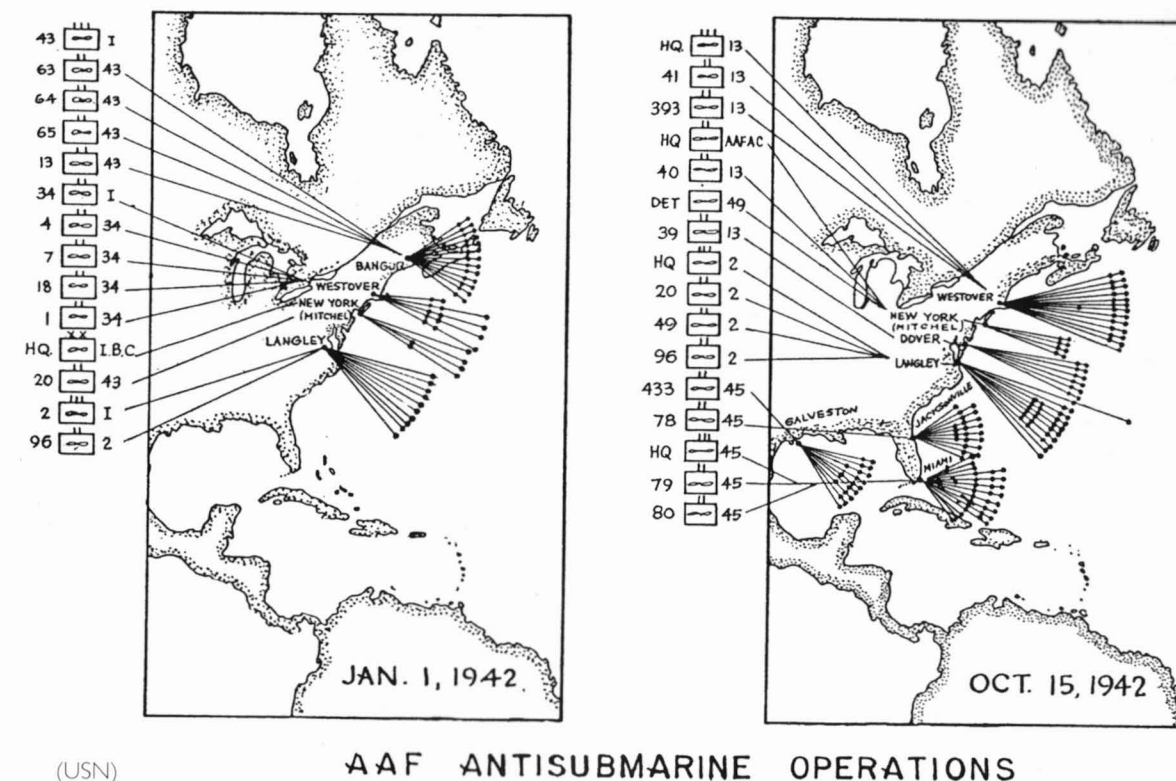 43 I
63 43
64 43
65 43
13 43
34 I
4 34
7 34
18 34
1 34
HQ. I.B.C
20 43
2 I
96 2
BANGOR
WESTOVER
NEW YORK
(MITCHEL)
LANGLEY
JAN. 1, 1942
HQ. 13
41 13
393 13
HQ AAFAC
40 13
DET 49
39 13
HQ 2
20 2
49 2
96 2
433 45
78 45
HQ 45
79 45
80 45
WESTOVER
NEW YORK
(MITCHEL)
DOVER
LANGLEY
JACKSONVILLE
GALVESTON
MIAMI
OCT. 15, 1942
(USN)
AAF ANTISUBMARINE OPERATIONS